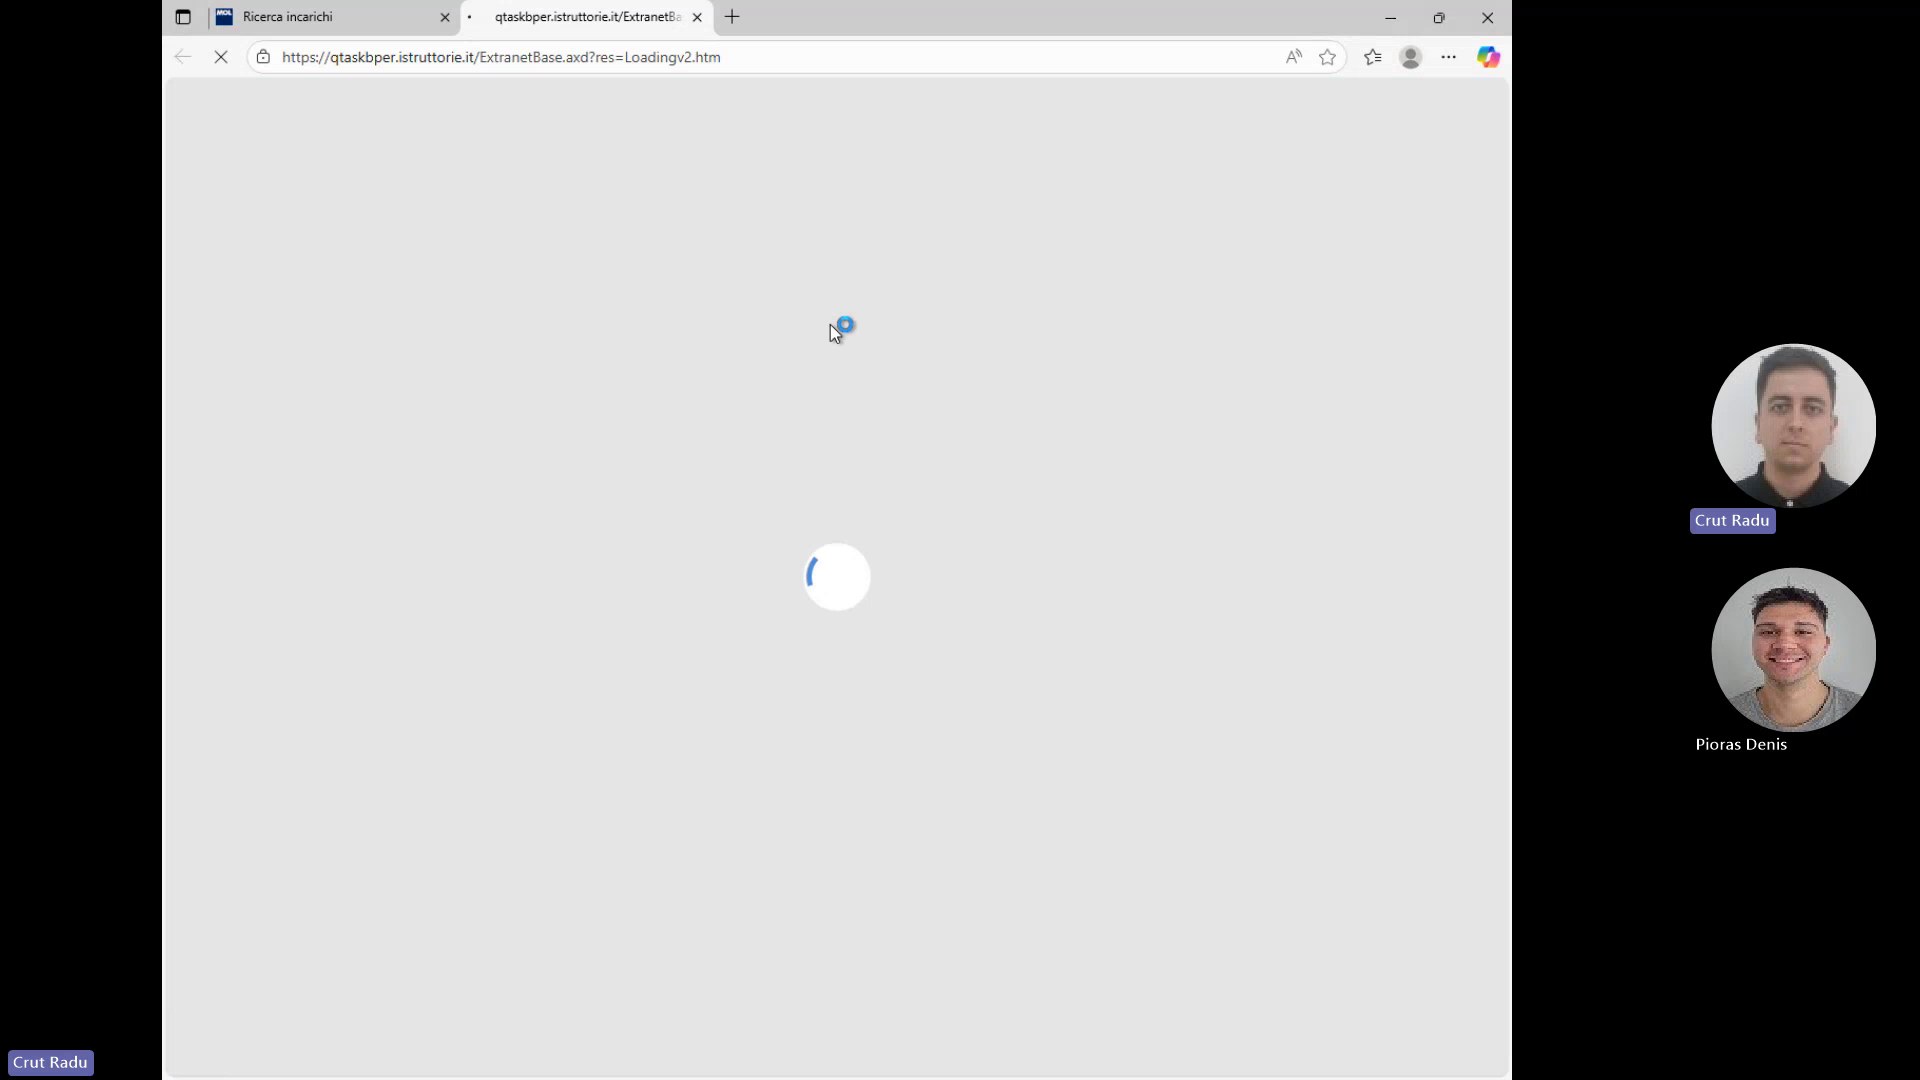 MOL Ricerca incarichi
qtaskbper.istruttorie.it/ExtranetBa
https://qtaskbper.istruttorie.it/ExtranetBase.axd?res=Loadingv2.htm
Crut Radu
Pioras Denis
Crut Radu